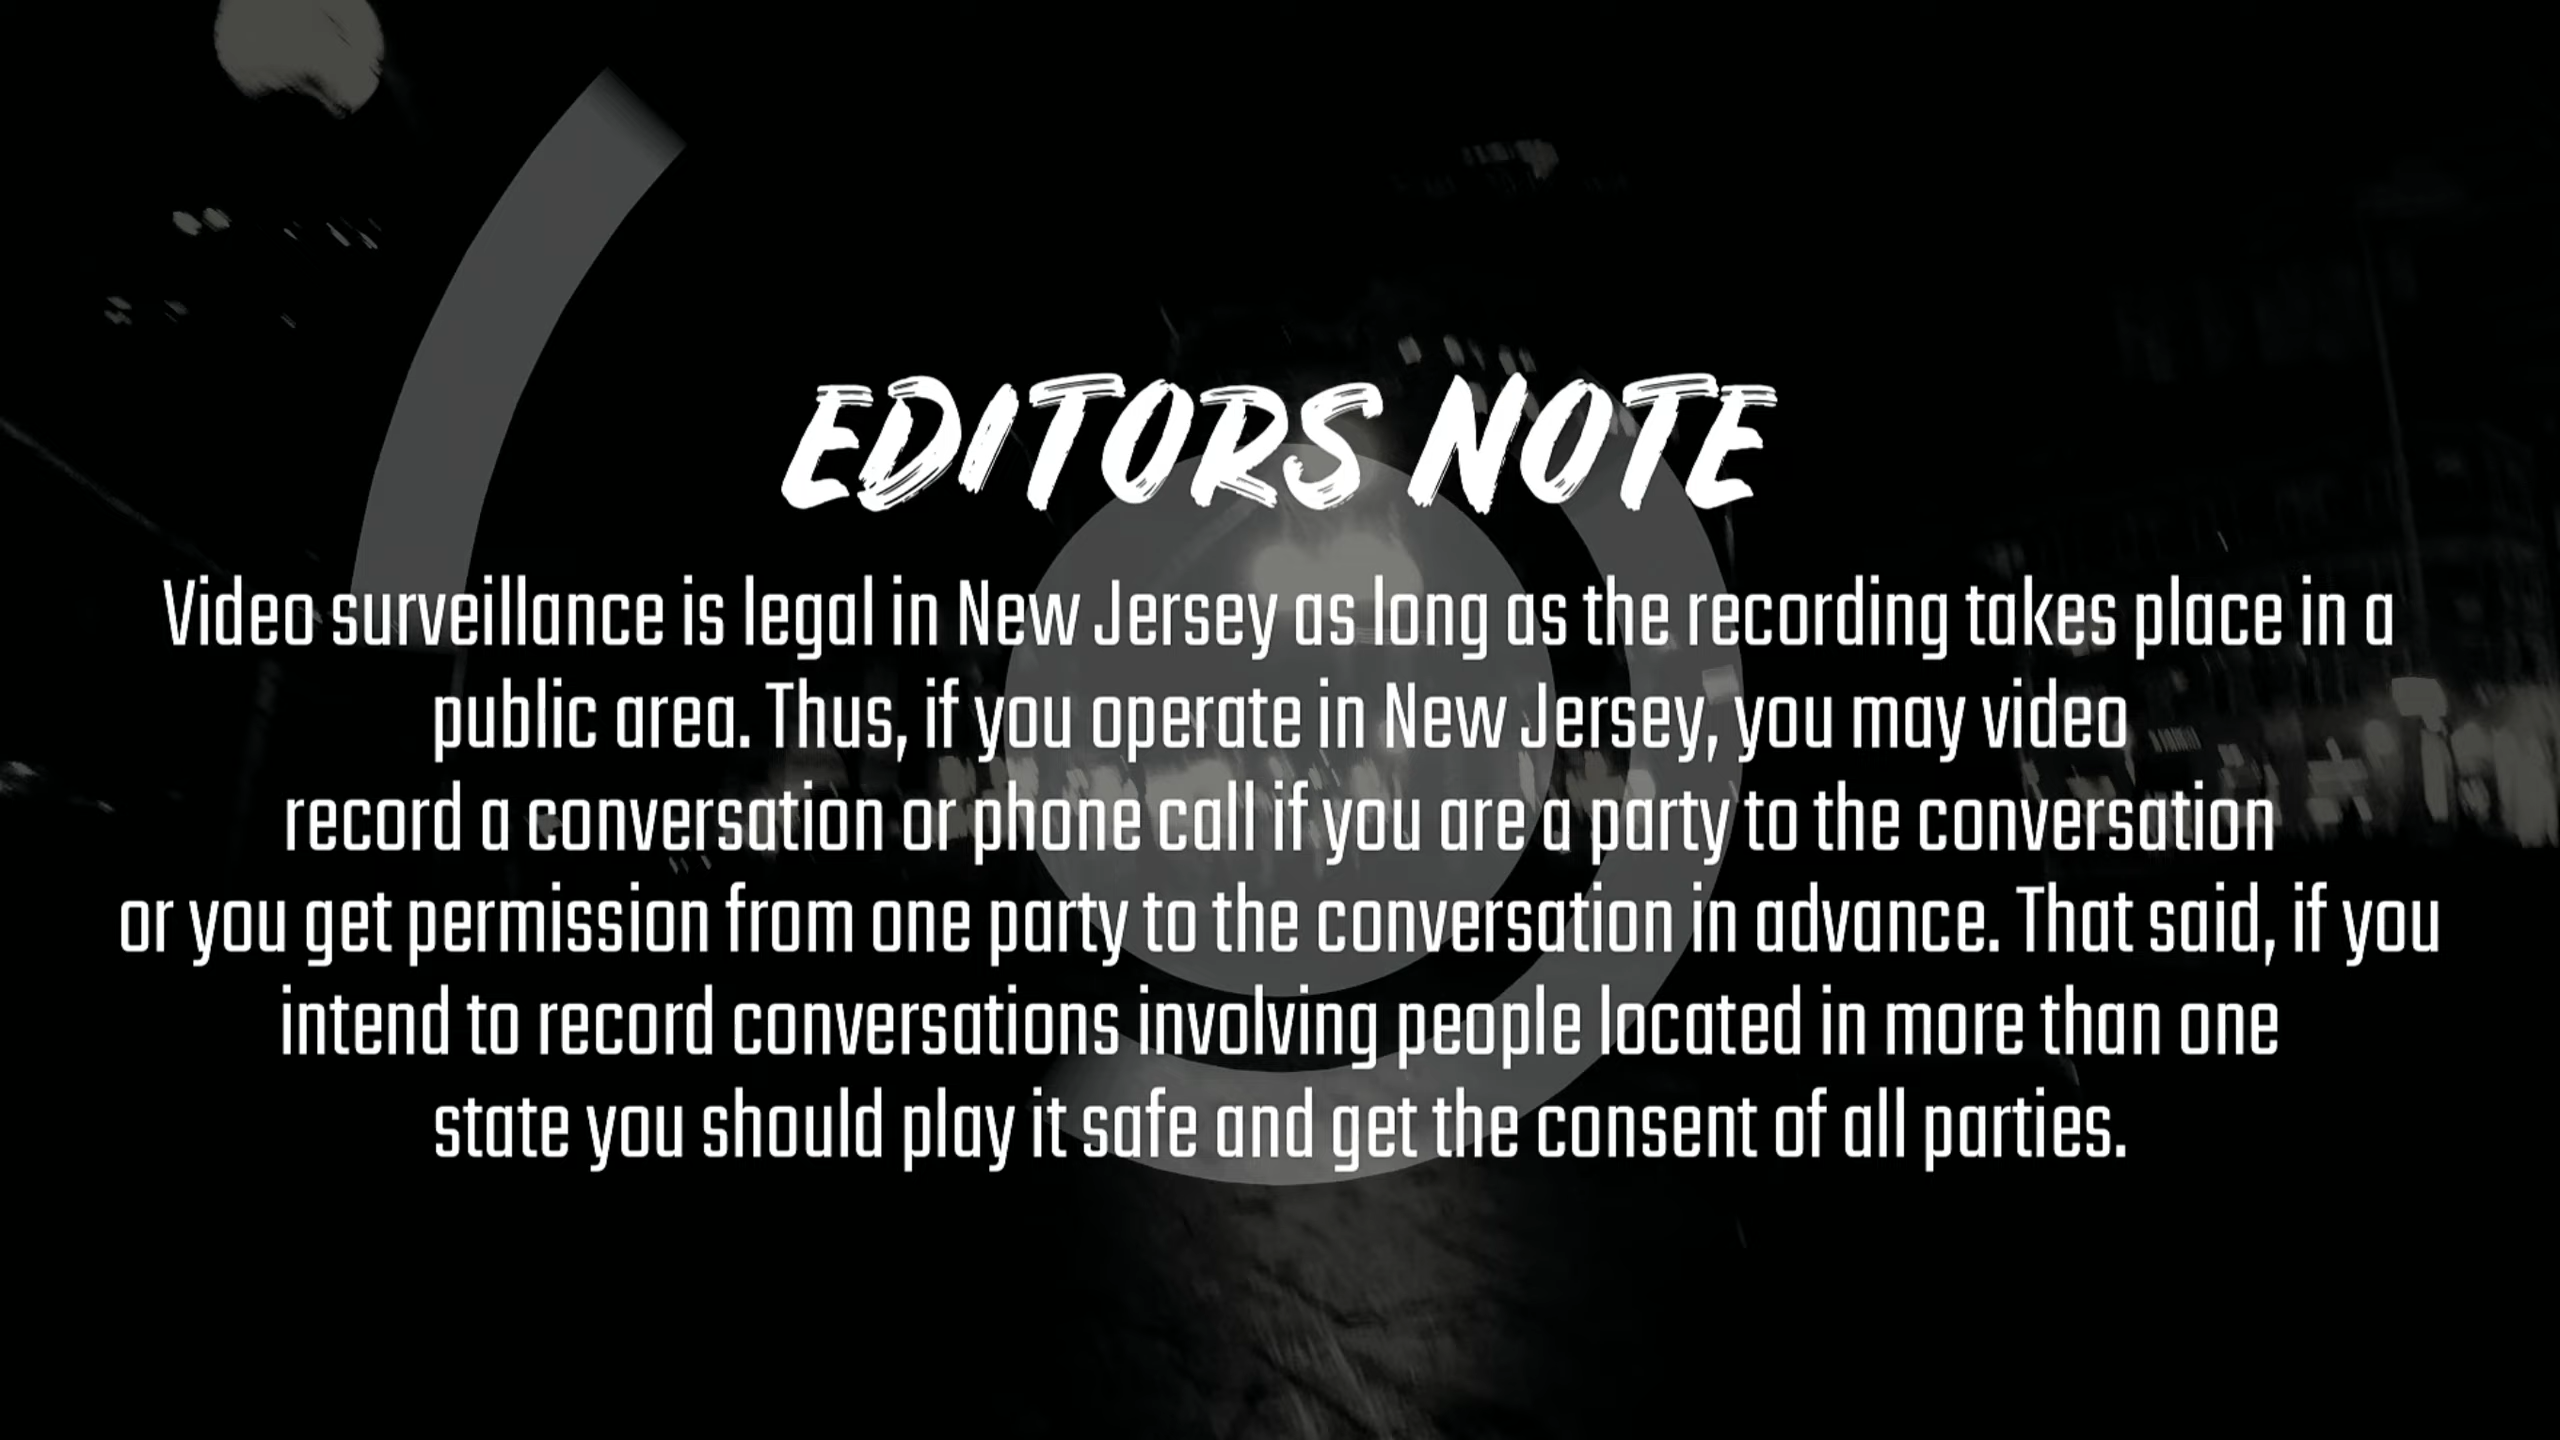 EDITORS NOTE
Video surveillance is legal in New Jersey as long as the recording takes place in a
public area. Thus, if you operate in New Jersey, you may video
record a conversation or phone call if you are a party to the conversation
or you get permission from one party to the conversation in advance. That said, if you
intend to record conversations involving people located in more than one
state you should play it safe and get the consent of all parties.